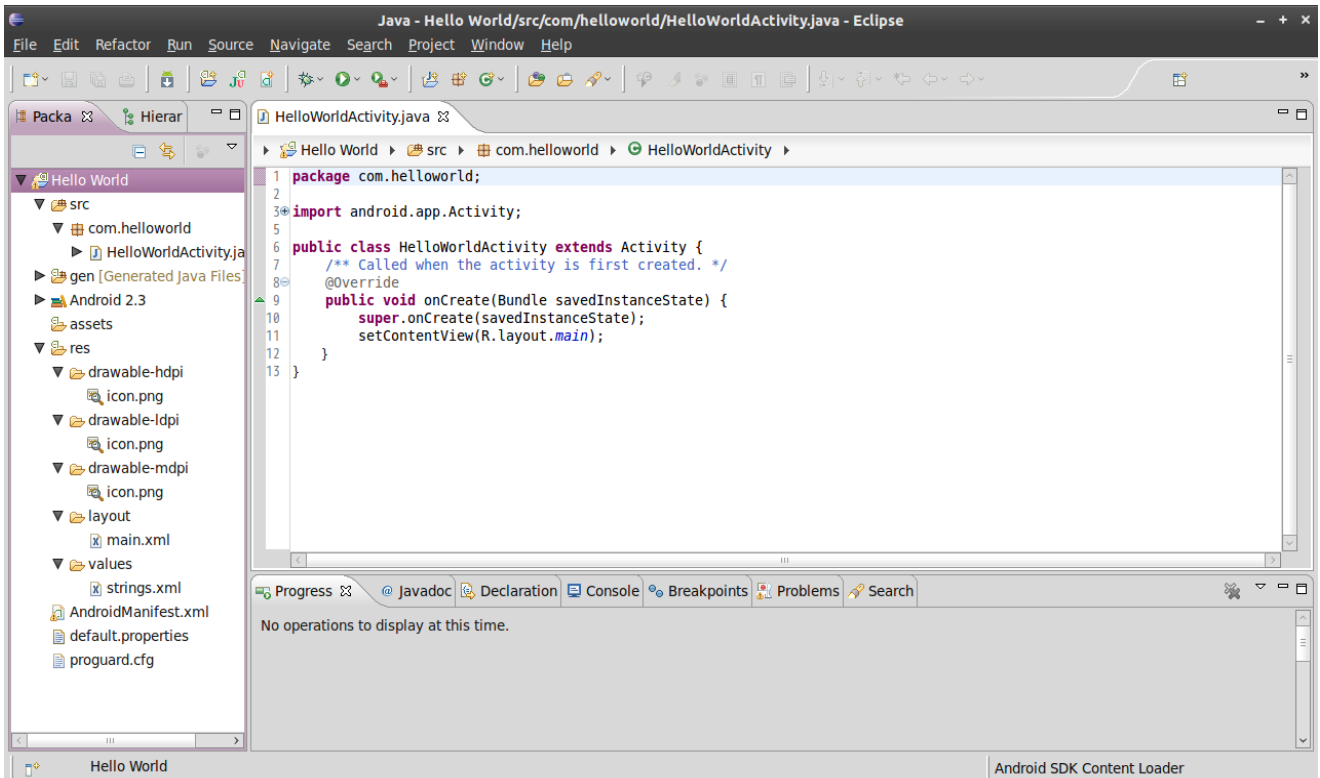 Java - Hello World/src/com/helloworld/HelloWorldActivity.java - Eclipse
File Edit Refactor Run Source Navigate Search Project Window Help
Packa Hierar
Hello World
src
com.helloworld
HelloWorldActivity.ja
gen [Generated Java Files]
Android 2.3
assets
res
drawable-hdpi
icon.png
drawable-ldpi
icon.png
drawable-mdpi
icon.png
layout
main.xml
values
strings.xml
AndroidManifest.xml
default.properties
proguard.cfg
HelloWorldActivity.java
Hello World src com.helloworld HelloWorldActivity
1 package com.helloworld;
2
3 import android.app.Activity;
5
6 public class HelloWorldActivity extends Activity {
7 /** Called when the activity is first created. */
8 @Override
9 public void onCreate(Bundle savedInstanceState) {
10 super.onCreate(savedInstanceState);
11 setContentView(R.layout.main);
12 }
13 }
Progress @ Javadoc Declaration Console Breakpoints Problems Search
No operations to display at this time.
Hello World
Android SDK Content Loader